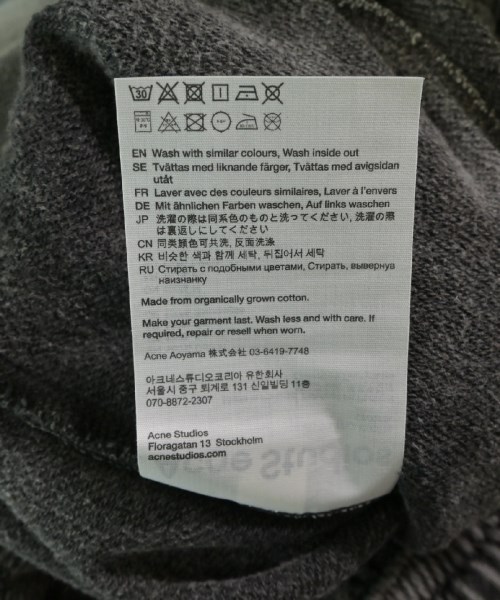 30
EN Wash with similar colours, Wash inside out
SE Tvättas med liknande färger, Tvättas med avigsidan
utåt
FR Laver avec des couleurs similaires, Laver à l'envers
DE Mit ähnlichen Farben waschen, Auf links waschen
JP 洗濯の際は同系色のものと洗ってください, 洗濯の際
は裏返しにしてください
CN 同类颜色可共洗, 反面洗涤
KR 비슷한 색과 함께 세탁, 뒤집어서 세탁
RU Стирать с подобными цветами, Стирать, вывернув
наизнанку
Made from organically grown cotton.
Make your garment last. Wash less and with care. If
required, repair or resell when worn.
Acne Aoyama 株式会社 03-6419-7748
아크네스튜디오코리아 유한회사
서울시 중구 퇴계로 131 신일빌딩 11층
070-8872-2307
Acne Studios
Floragatan 13 Stockholm
acnestudios.com